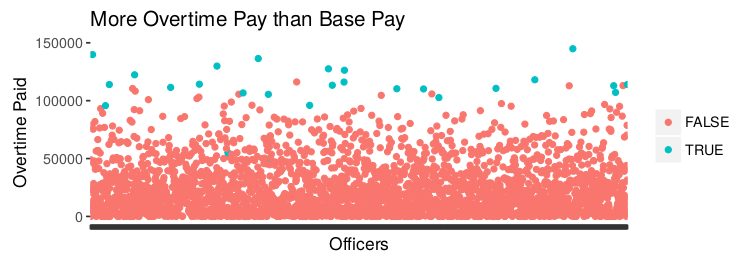 More Overtime Pay than Base Pay
150000
100000
50000
0
Overtime Paid
Officers
FALSE
TRUE